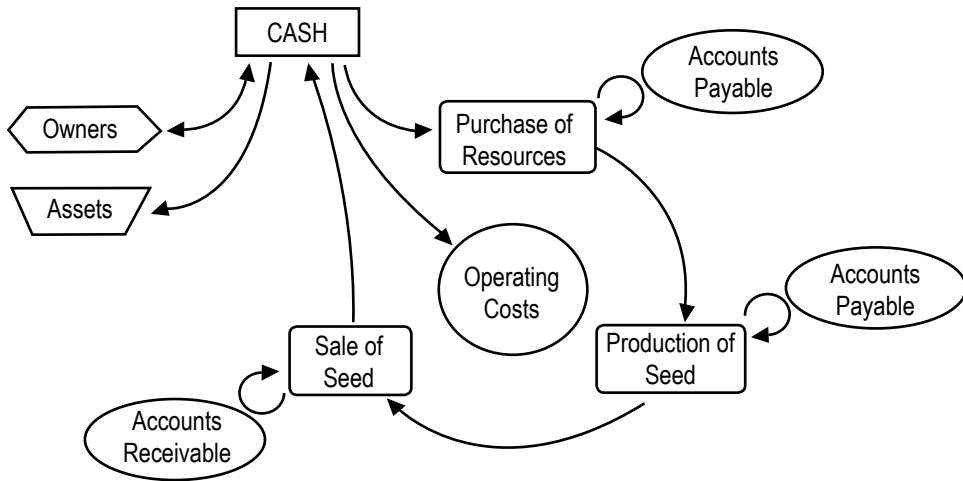 CASH
Accounts
Payable
Owners
Purchase of
Resources
Assets
Operating
Costs
Accounts
Payable
Sale of
Seed
Production of
Seed
Accounts
Receivable